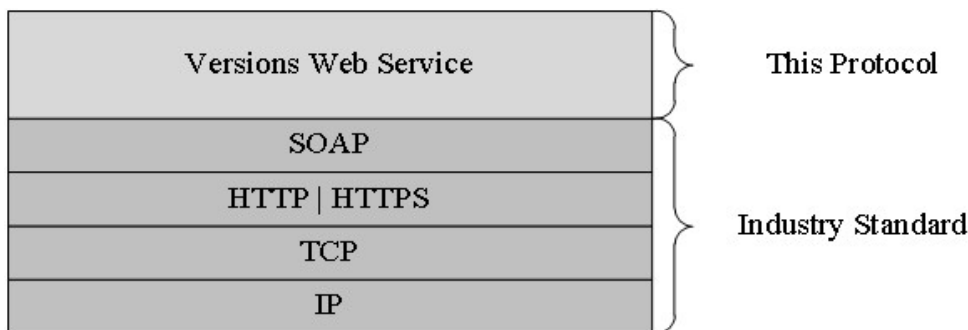 Versions Web Service
This Protocol
SOAP
HTTP | HTTPS
TCP
IP
Industry Standard